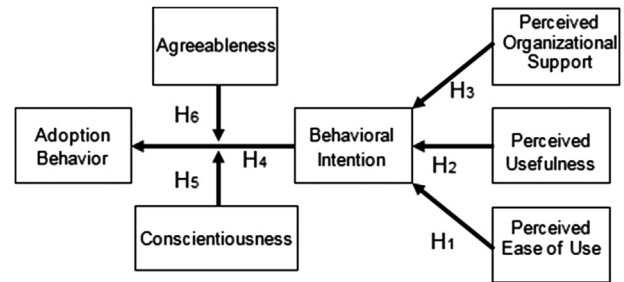 Agreeableness
Perceived
Organizational
Support
H6
H3
Adoption
Behavior
H4
Behavioral
Intention
H2
Perceived
Usefulness
H5
Conscientiousness
H1
Perceived
Ease of Use